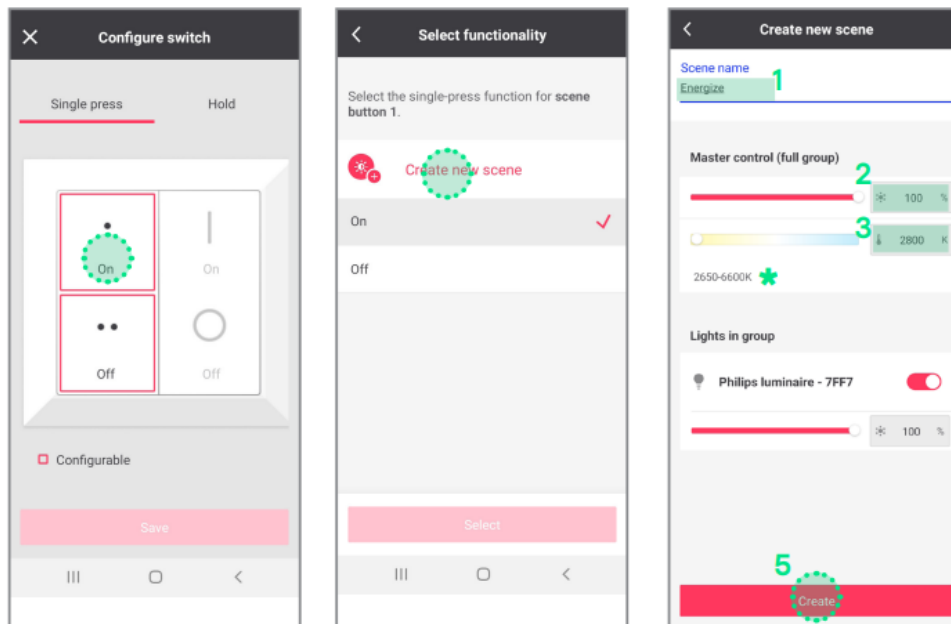 Configure switch
Single press
Hold
On
On
Off
Off
Configurable
Save
Select functionality
Select the single-press function for scene
button 1.
Create new scene
On
Off
Select
Create new scene
Scene name
1
Energize
Master control (full group)
2
100 %
3
2800 K
2650-6600K *
Lights in group
Philips luminaire - 7FF7
100 %
5
Create